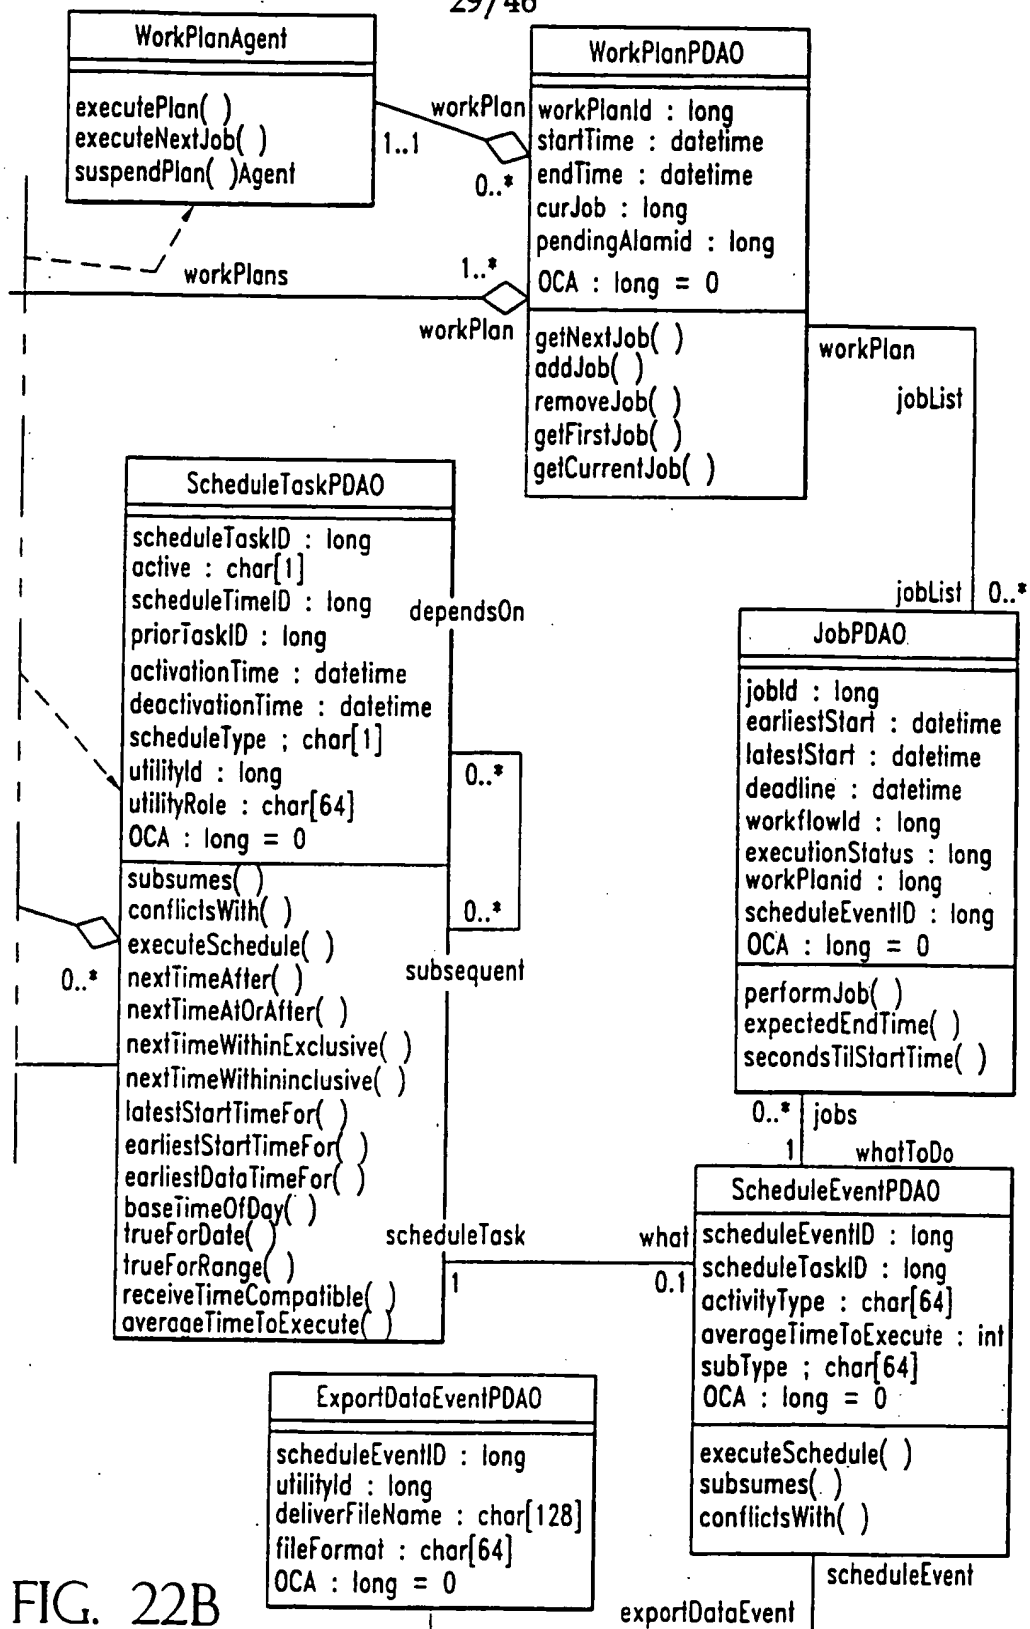 29/46
WorkPlanAgent
executePlan( )
executeNextJob( )
suspendPlan( )Agent
workPlan
1..1
0..*
WorkPlanPDAO
workPlanId : long
startTime : datetime
endTime : datetime
curJob : long
pendingAlamid : long
OCA : long = 0
getNextJob( )
addJob( )
removeJob( )
getFirstJob( )
getCurrentJob( )
workPlans
1..*
workPlan
workPlan
jobList
jobList 0..*
ScheduleTaskPDAO
scheduleTaskID : long
active : char[1]
scheduleTimeID : long
priorTaskID : long
activationTime : datetime
deactivationTime : datetime
scheduleType ; char[1]
utilityId : long
utilityRole : char[64]
OCA : long = 0
subsumes( )
conflictsWith( )
executeSchedule( )
nextTimeAfter( )
nextTimeAtOrAfter( )
nextTimeWithinExclusive( )
nextTimeWithininclusive( )
latestStartTimeFor( )
earliestStartTimeFor( )
earliestDataTimeFor( )
baseTimeOfDay( )
trueForDate( )
trueForRange( )
receiveTimeCompatible( )
averageTimeToExecute( )
dependsOn
0..*
0..*
subsequent
0..*
JobPDAO
jobId : long
earliestStart : datetime
latestStart : datetime
deadline : datetime
workflowId : long
executionStatus : long
workPlanid : long
scheduleEventID : long
OCA : long = 0
performJob( )
expectedEndTime( )
secondsTilStartTime( )
0..* jobs
1 whatToDo
scheduleTask
1
what
0.1
ScheduleEventPDAO
scheduleEventID : long
scheduleTaskID : long
activityType : char[64]
averageTimeToExecute : int
subType ; char[64]
OCA : long = 0
executeSchedule( )
subsumes( )
conflictsWith( )
ExportDataEventPDAO
scheduleEventID : long
utilityId : long
deliverFileName : char[128]
fileFormat : char[64]
OCA : long = 0
scheduleEvent
exportDataEvent
FIG. 22B